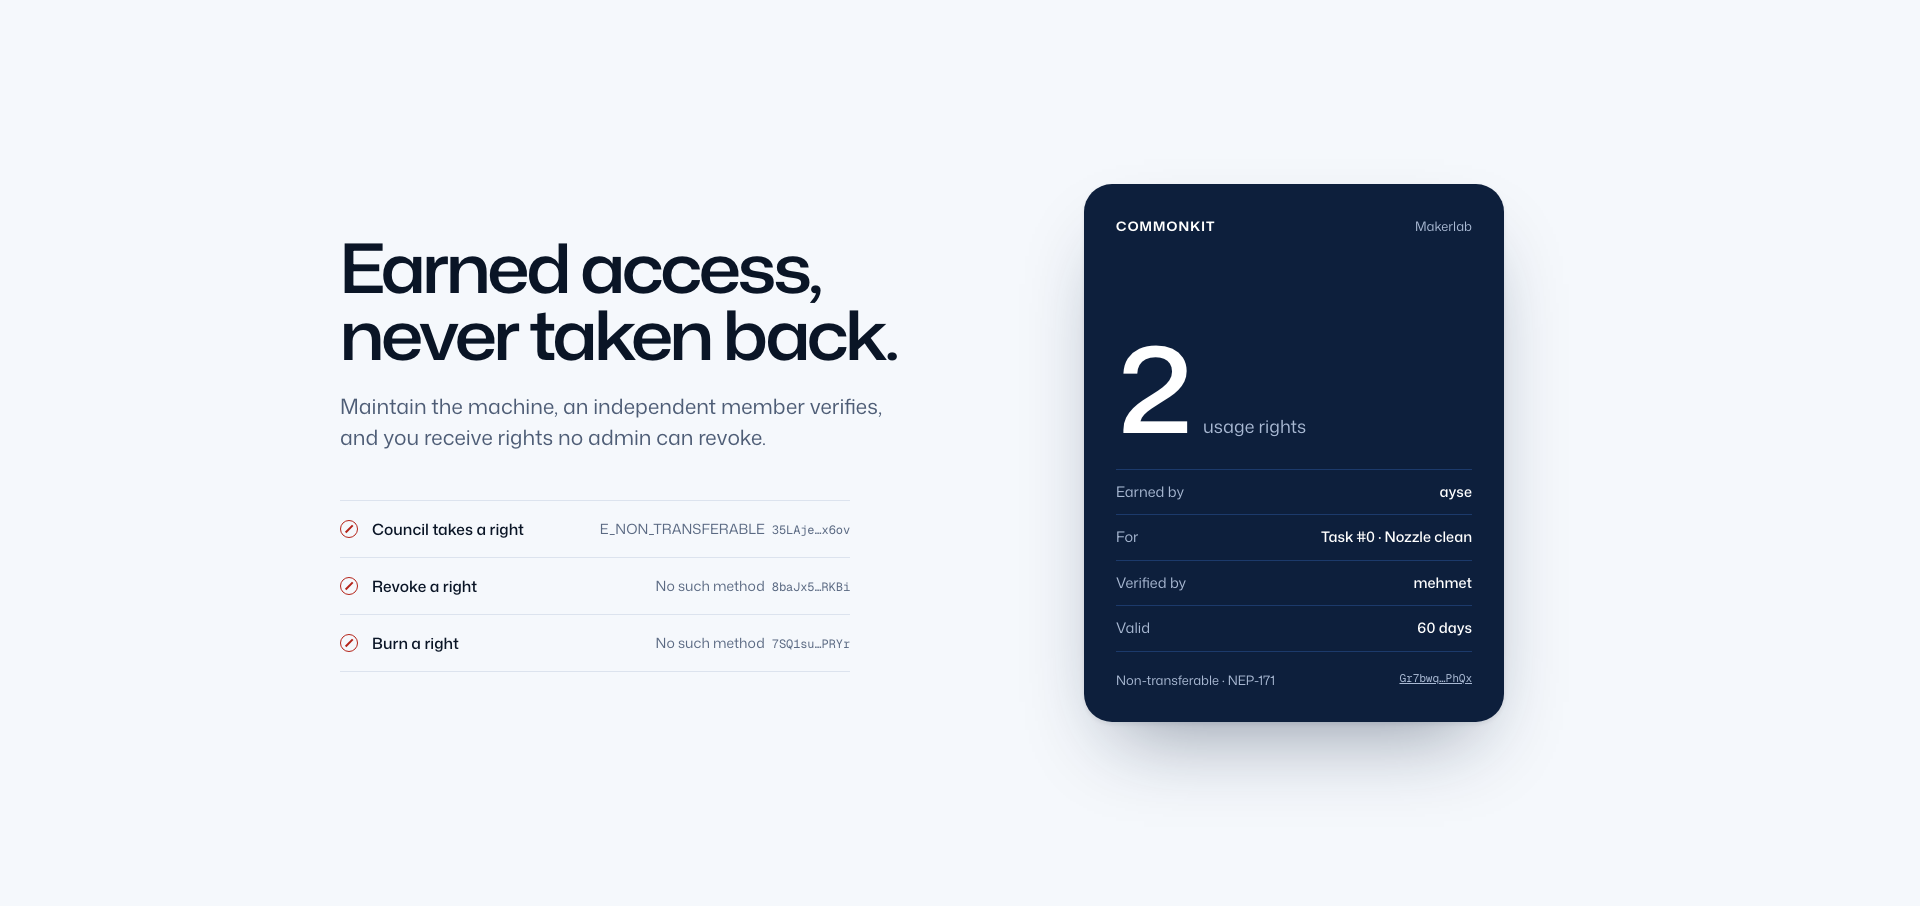 Earned access,
never taken back.
Maintain the machine, an independent member verifies,
and you receive rights no admin can revoke.
Council takes a right E_NON_TRANSFERABLE 35LAje…x6ov
Revoke a right No such method 8baJx5…RKBi
Burn a right No such method 7SQ1su…PRYr
COMMONKIT Makerlab
2 usage rights
Earned by ayse
For Task #0 · Nozzle clean
Verified by mehmet
Valid 60 days
Non-transferable · NEP-171 Gr7bwq…PhQx